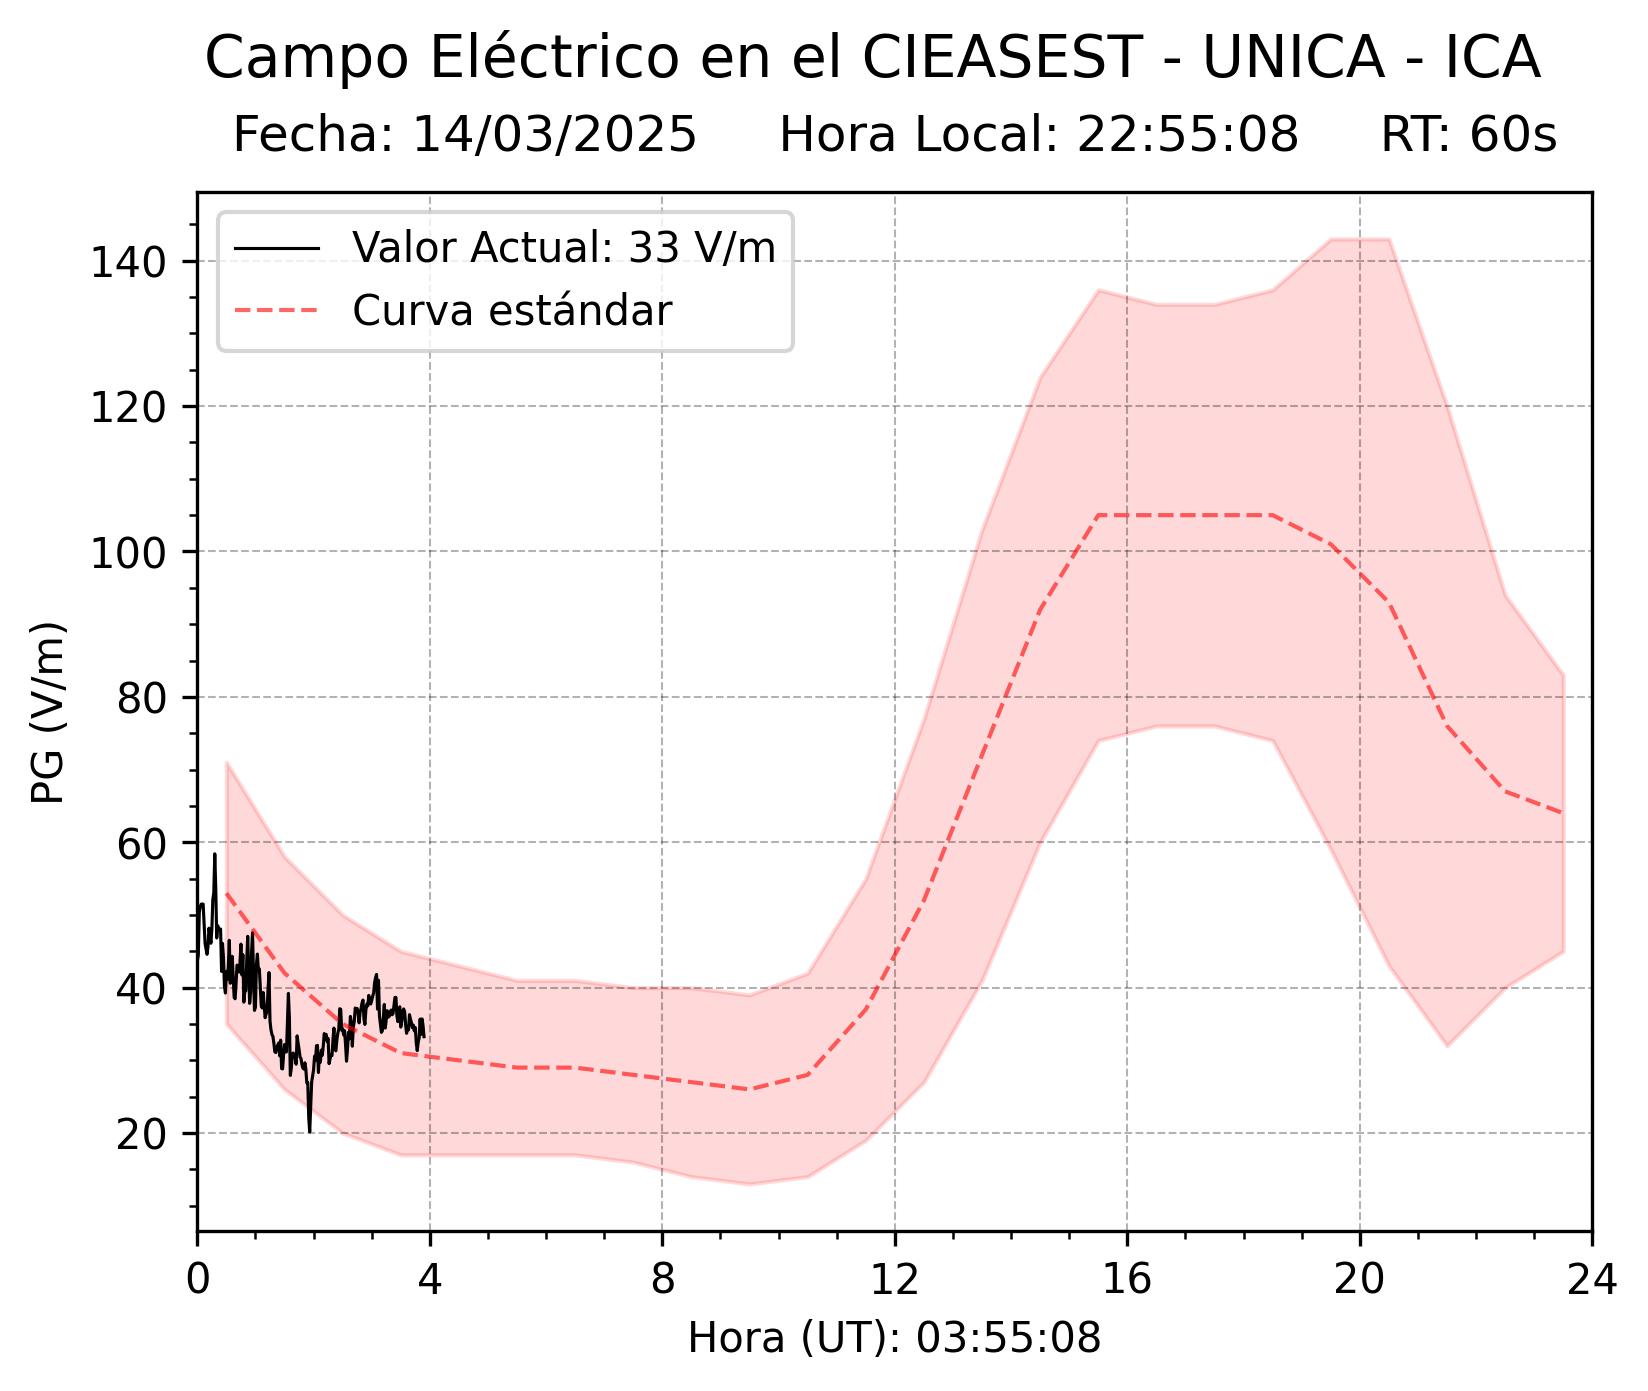 Campo Eléctrico en el CIEASEST - UNICA - ICA
Fecha: 14/03/2025 Hora Local: 22:55:08 RT: 60s
Valor Actual: 33 V/m
Curva estándar
140
120
100
80
60
40
20
PG (V/m)
0 4 8 12 16 20 24
Hora (UT): 03:55:08